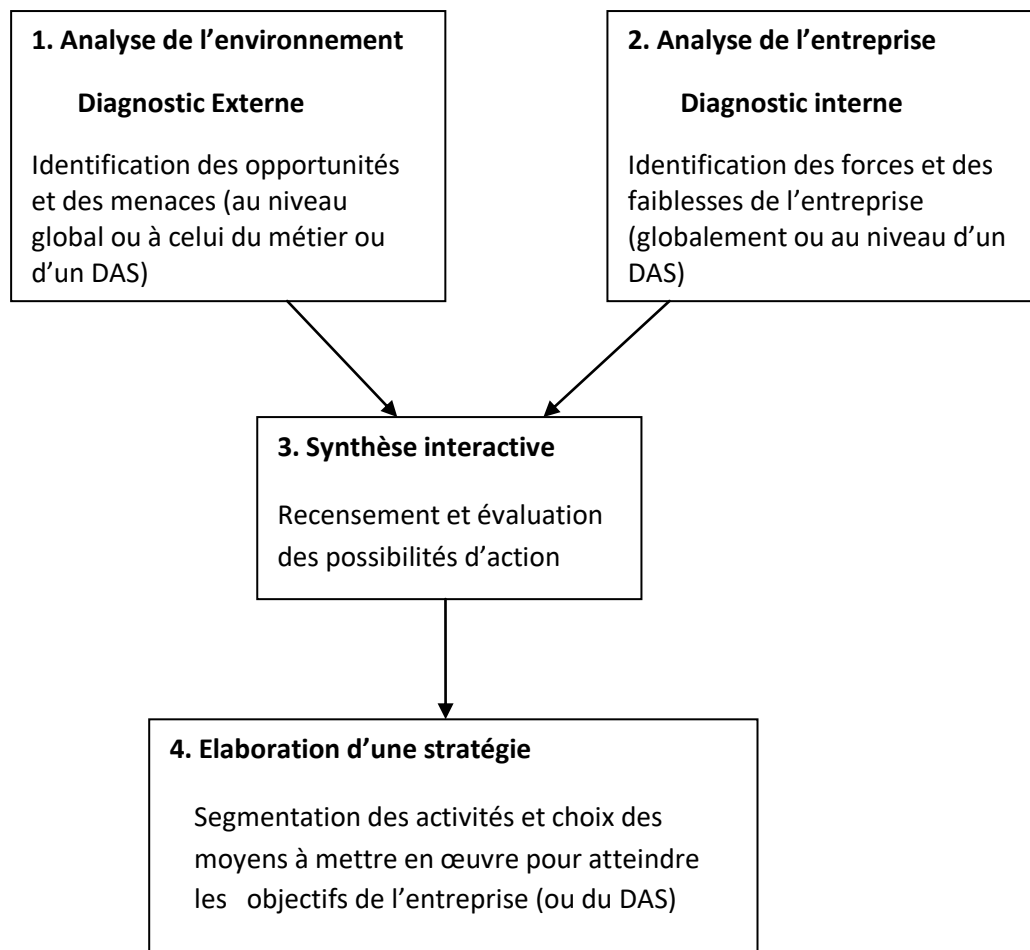 1. Analyse de l’environnement
Diagnostic Externe
Identification des opportunités
et des menaces (au niveau
global ou à celui du métier ou
d’un DAS)
2. Analyse de l’entreprise
Diagnostic interne
Identification des forces et des
faiblesses de l’entreprise
(globalement ou au niveau d’un
DAS)
3. Synthèse interactive
Recensement et évaluation
des possibilités d’action
4. Elaboration d’une stratégie
Segmentation des activités et choix des
moyens à mettre en œuvre pour atteindre
les objectifs de l’entreprise (ou du DAS)